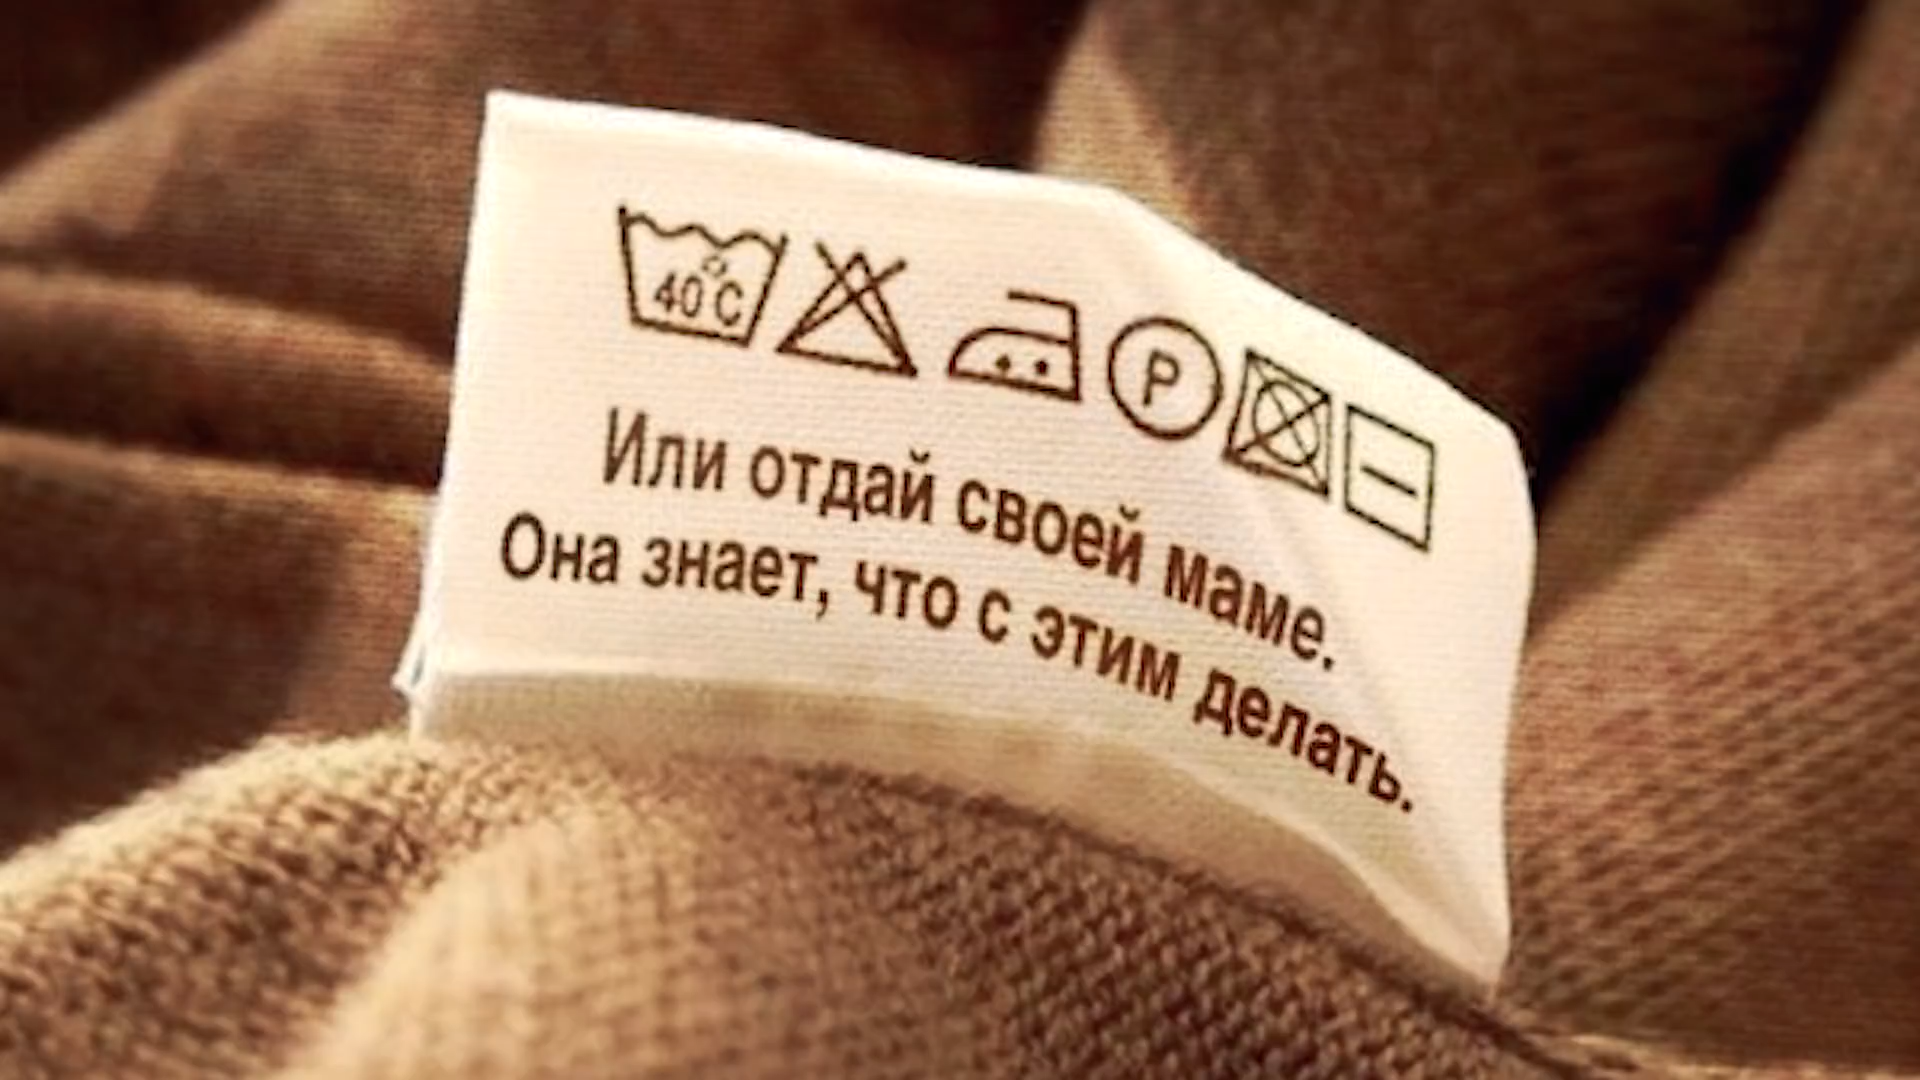 40°C
P
Или отдай своей маме.
Она знает, что с этим делать.